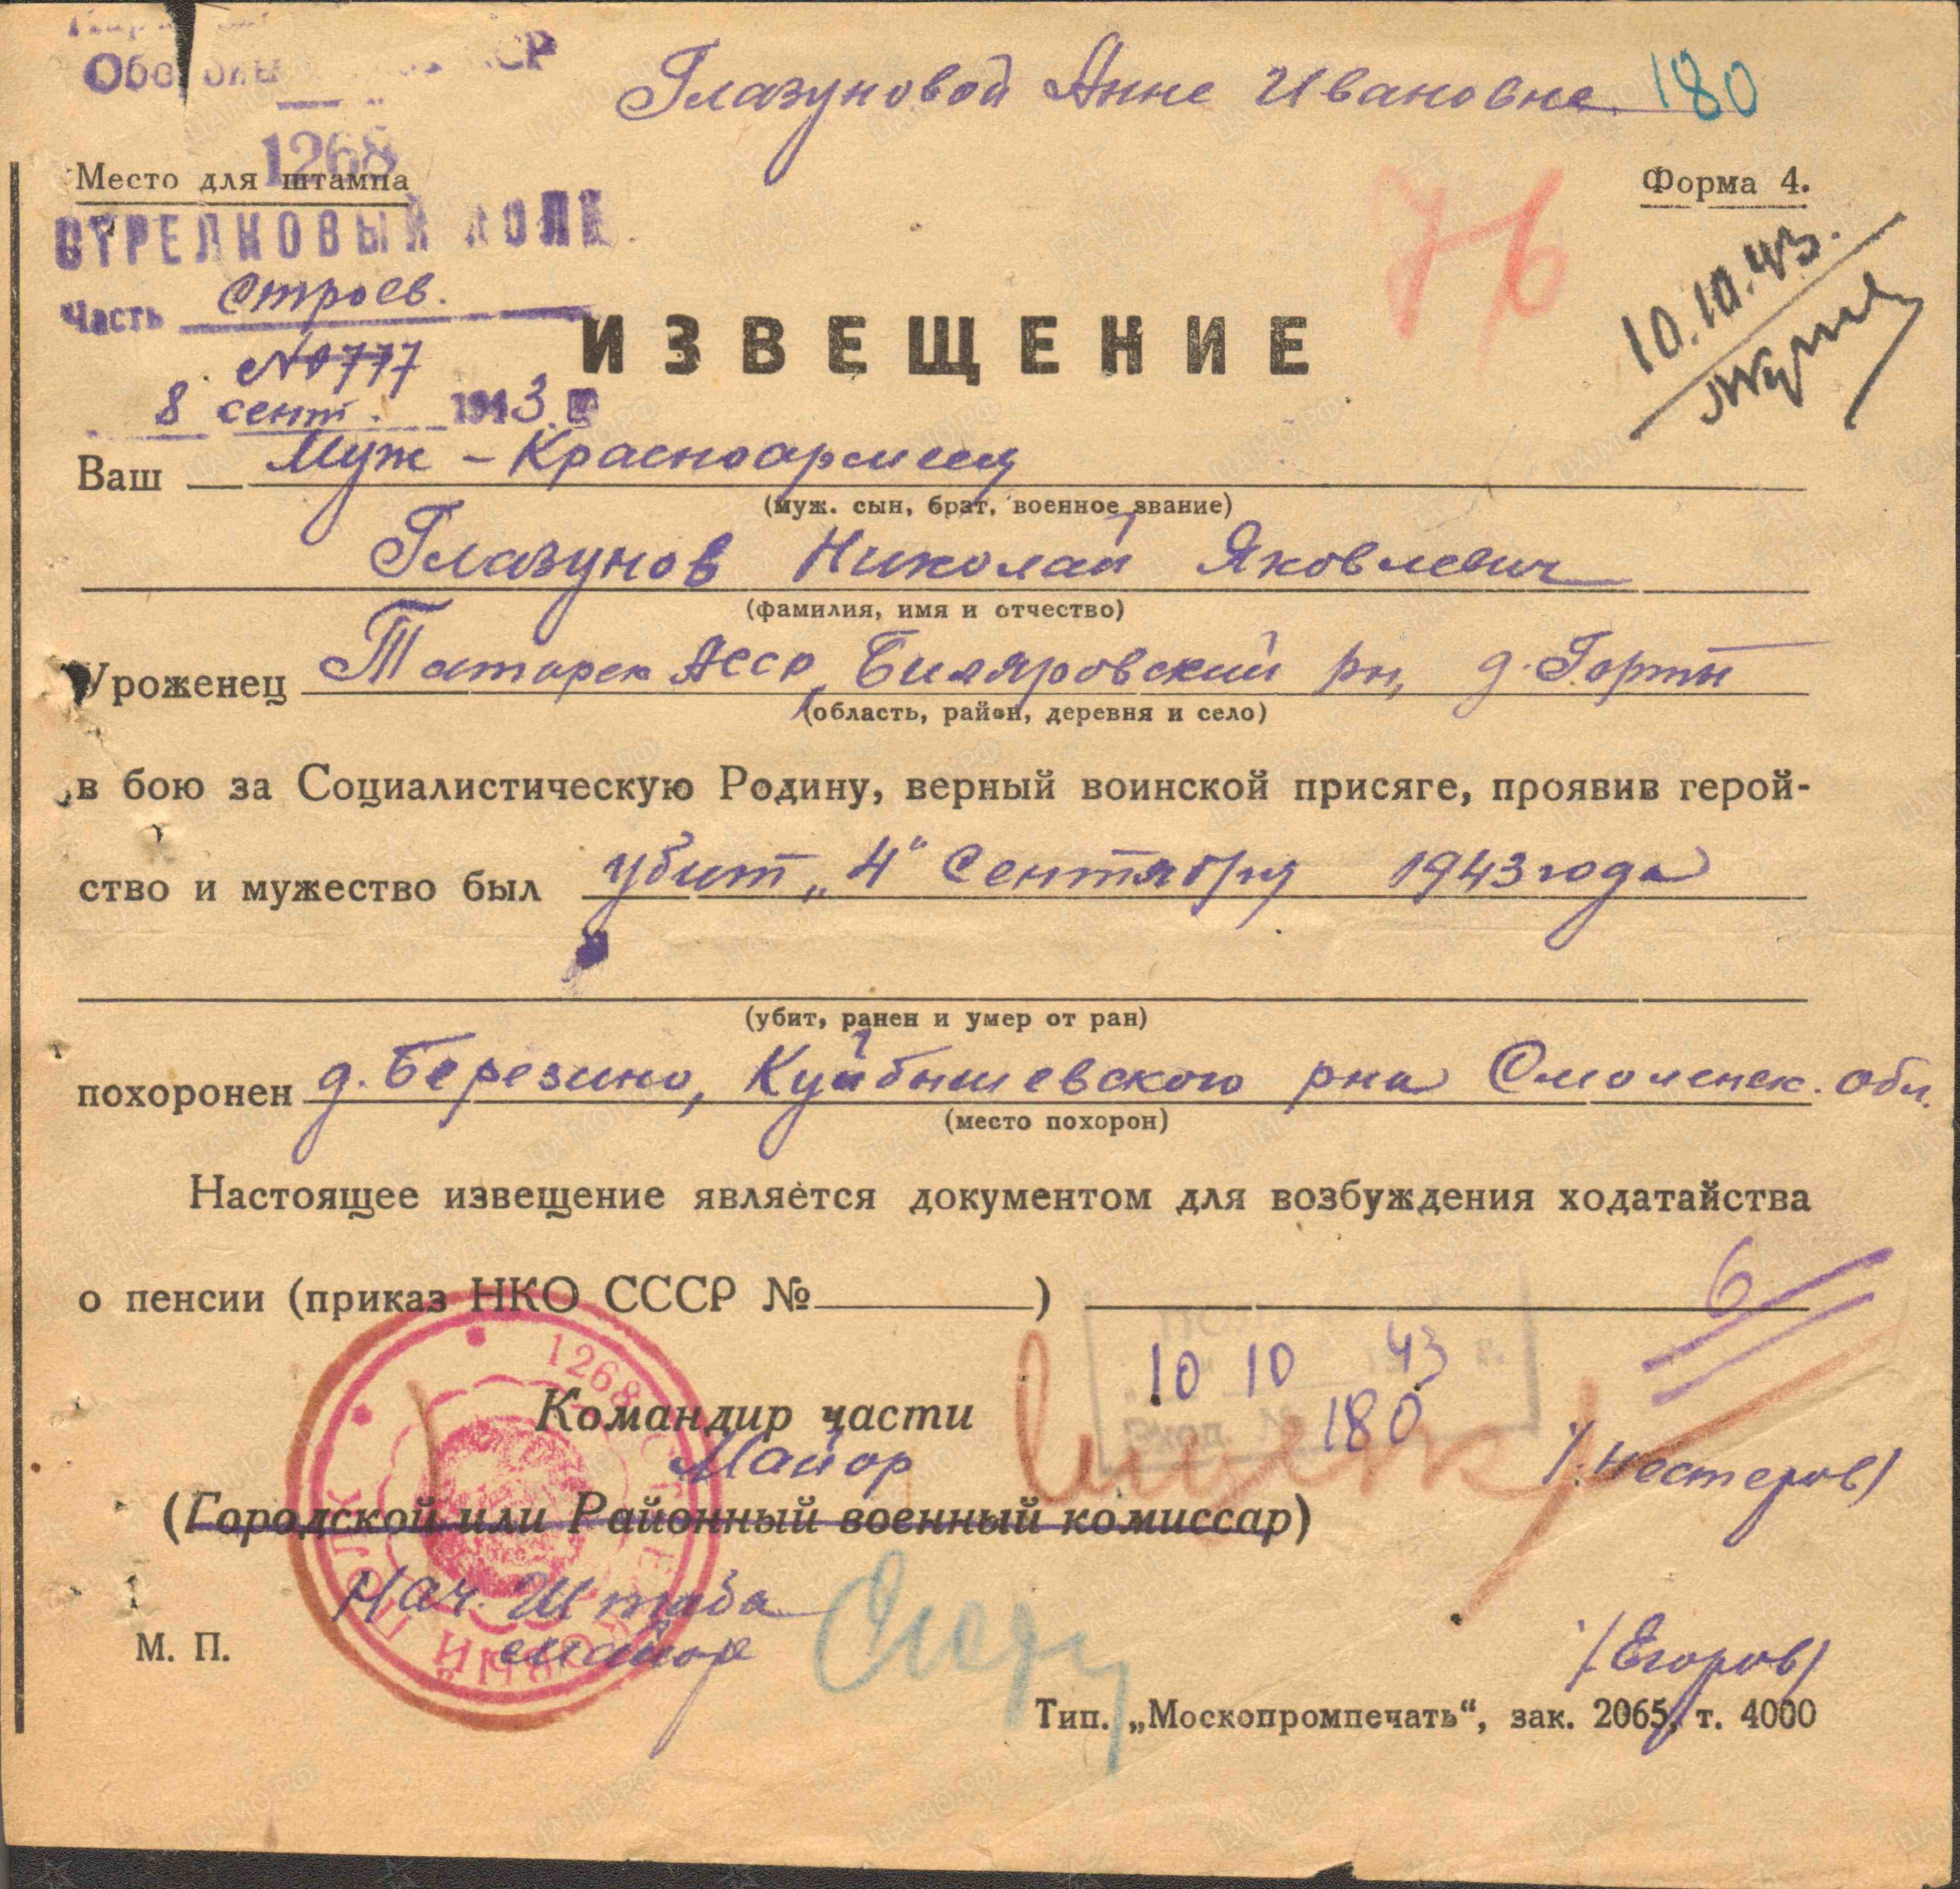 Глазуновой Анне Ивановне. 180
1268
Место для штампа
Форма 4.
СТРЕЛКОВЫЙ ПОЛК
Часть Строев.
№ 777
8 сент. 1943 г
76
10.10.43.
ИЗВЕЩЕНИЕ
Ваш Муж - Красноармеец
(муж. сын, брат, военное звание)
Глазунов Николай Яковлевич
(фамилия, имя и отчество)
Уроженец Татарск АССР, Биляровский рн, д. Горты
(область, район, деревня и село)
в бою за Социалистическую Родину, верный воинской присяге, проявив герой-
ство и мужество был убит „4" Сентября 1943 года
(убит, ранен и умер от ран)
похоронен д. Березино, Куйбышевского рна Смоленск. обл.
(место похорон)
Настоящее извещение является документом для возбуждения ходатайства
о пенсии (приказ НКО СССР № )
6
10 10 43
180
Командир части
Майор
/Нестеров/
(Городской или Районный военный комиссар)
Нач. Штаба
майор
/Егоров/
М. П.
Тип. „Москопромпечать“, зак. 2065, т. 4000